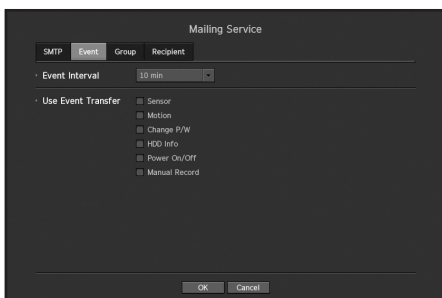 Mailing Service
SMTP Event Group Recipient
Event Interval 10 min
Use Event Transfer Sensor
Motion
Change P/W
HDD Info
Power On/Off
Manual Record
OK Cancel